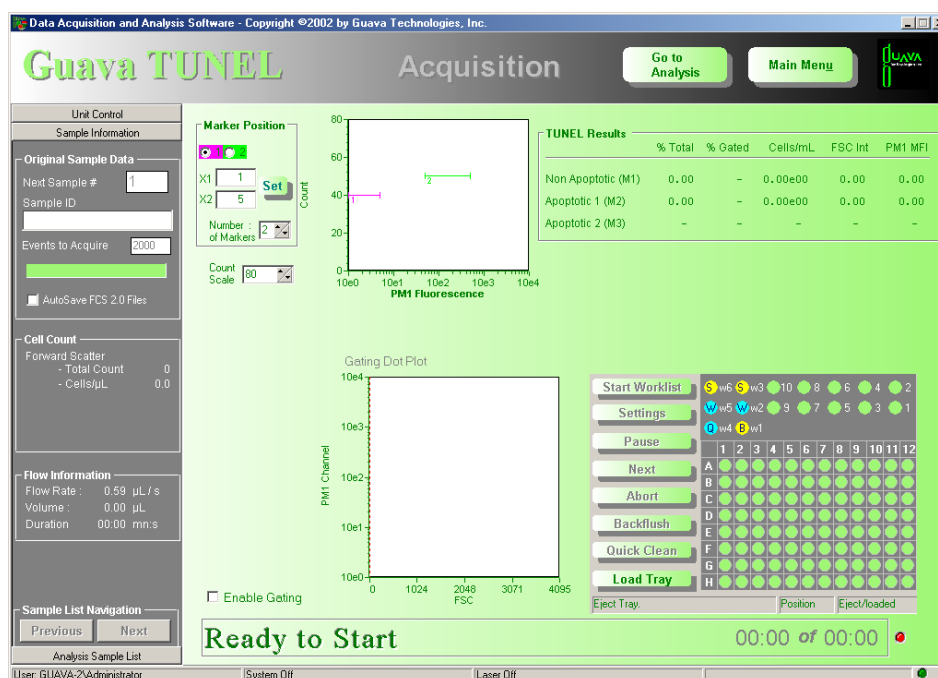 Data Acquisition and Analysis Software - Copyright ©2002 by Guava Technologies, Inc.
Guava TUNEL
Acquisition
Go to Analysis
Main Menu
GUAVA
Unit Control
Sample Information
Original Sample Data
Next Sample # 1
Sample ID
Events to Acquire 2000
AutoSave FCS 2.0 Files
Cell Count
Forward Scatter
- Total Count 0
- Cells/µL 0.0
Flow Information
Flow Rate : 0.59 µL / s
Volume : 0.00 µL
Duration 00:00 mn:s
Sample List Navigation
Previous Next
Analysis Sample List
Marker Position
1 2
X1 1
X2 5
Set
Number : 2
of Markers
Count 80
Scale
80
60
40
20
0
Count
1
2
10e0 10e1 10e2 10e3 10e4
PM1 Fluorescence
TUNEL Results
% Total % Gated Cells/mL FSC Int PM1 MFI
Non Apoptotic (M1) 0.00 - 0.00e00 0.00 0.00
Apoptotic 1 (M2) 0.00 - 0.00e00 0.00 0.00
Apoptotic 2 (M3) - - - - -
Gating Dot Plot
10e4
10e3
10e2
10e1
10e0
PM1 Channel
0 1024 2048 3071 4095
FSC
Enable Gating
Start Worklist
Settings
Pause
Next
Abort
Backflush
Quick Clean
Load Tray
S w6 S w3 10 8 6 4 2
W w5 W w2 9 7 5 3 1
Q w4 B w1
1 2 3 4 5 6 7 8 9 10 11 12
A
B
C
D
E
F
G
H
Eject Tray. Position Eject/loaded
Ready to Start
00:00 of 00:00
User: GUAVA-2\Administrator System Off Laser Off